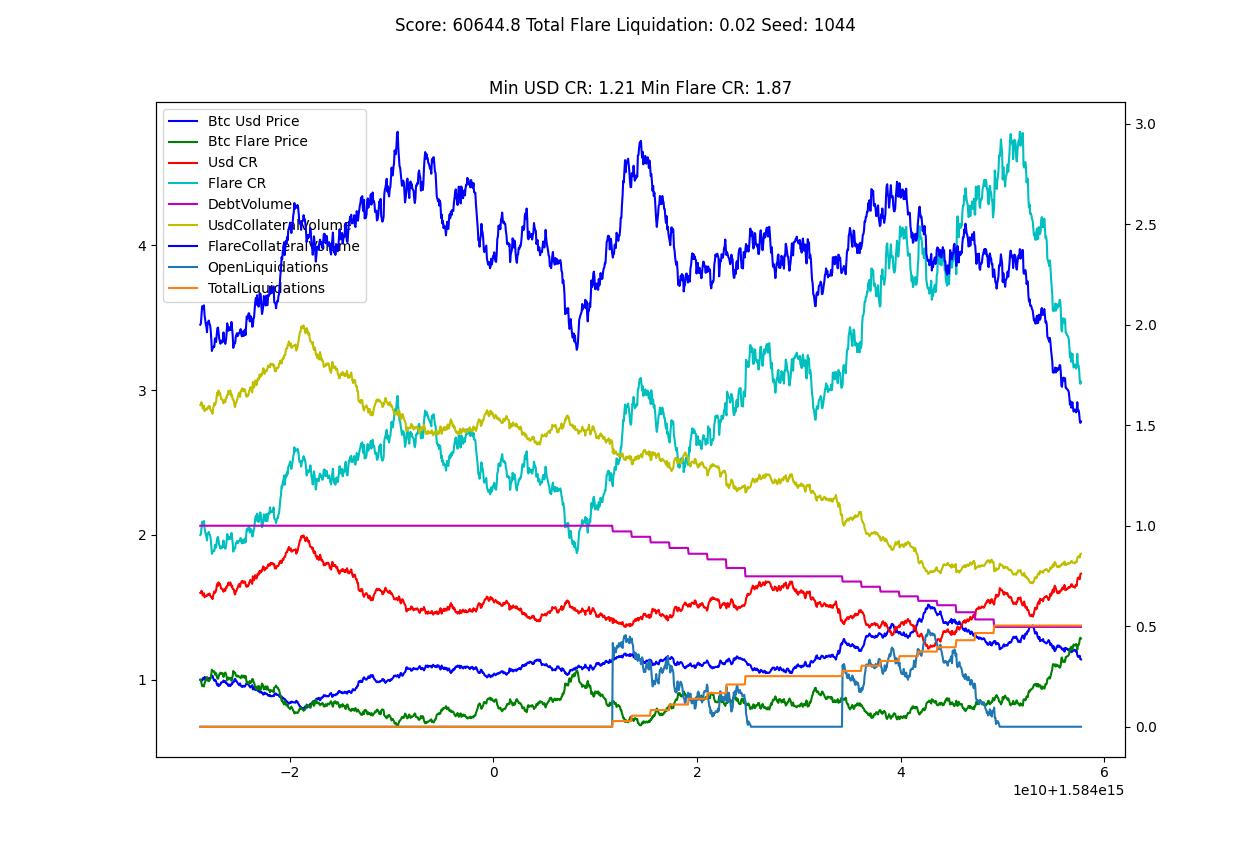 Score: 60644.8 Total Flare Liquidation: 0.02 Seed: 1044
Min USD CR: 1.21 Min Flare CR: 1.87
Btc Usd Price
Btc Flare Price
Usd CR
Flare CR
DebtVolume
UsdCollateralVolume
FlareCollateralVolume
OpenLiquidations
TotalLiquidations
4
3
2
1
3.0
2.5
2.0
1.5
1.0
0.5
0.0
−2 0 2 4 6
1e10+1.584e15